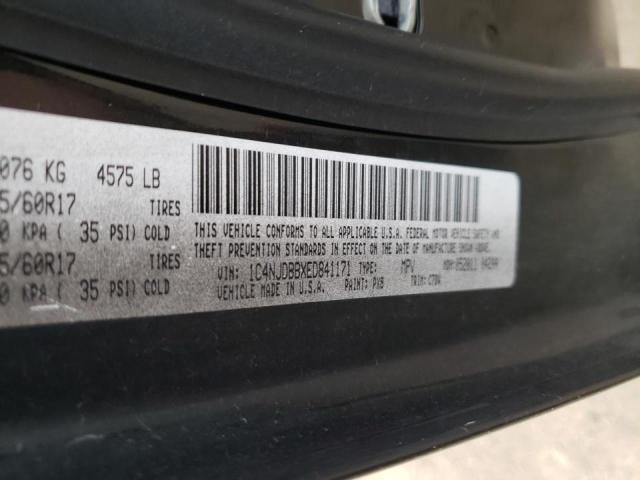 076 KG 4575 LB
5/60R17 TIRES
0 KPA ( 35 PSI) COLD
5/60R17 TIRES
0 KPA ( 35 PSI) COLD
THIS VEHICLE CONFORMS TO ALL APPLICABLE U.S.A. FEDERAL MOTOR VEHICLE SAFETY AND
THEFT PREVENTION STANDARDS IN EFFECT ON THE DATE OF MANUFACTURE SHOWN ABOVE.
VIN: 1C4NJDBBXED841171 TYPE: MPV MDH:
VEHICLE MADE IN U.S.A. PAINT: PX8 TRIM: